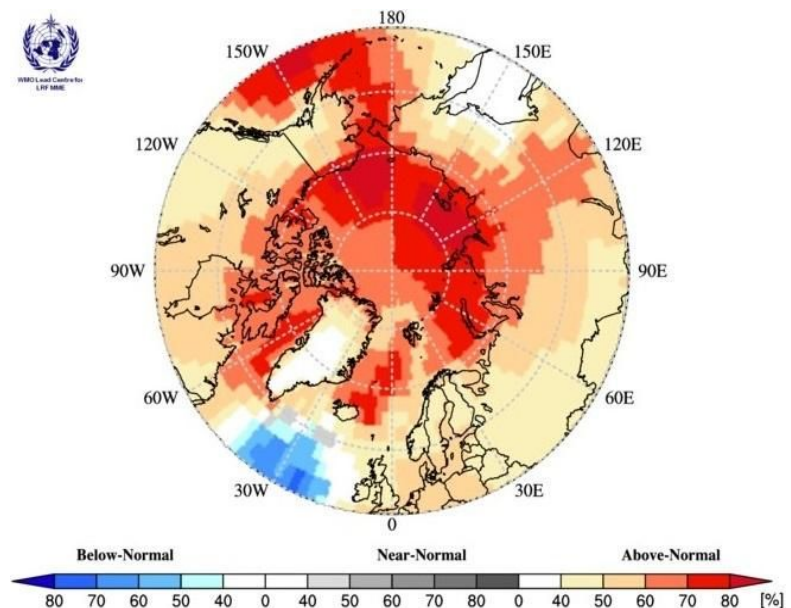 WMO Lead Centre for
LRF MME
180
150W
150E
120W
120E
90W
90E
60W
60E
30W
30E
0
Below-Normal Near-Normal Above-Normal
80 70 60 50 40 0 40 50 60 70 80 0 40 50 60 70 80 [%]